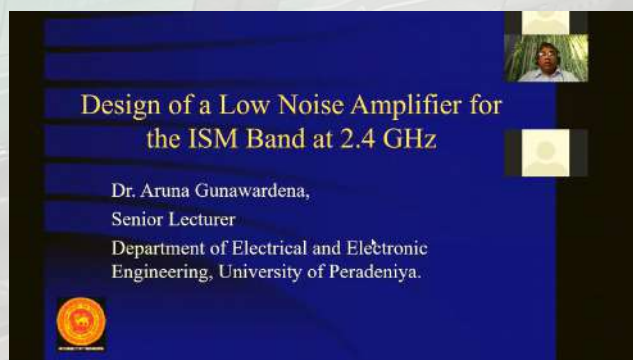 Design of a Low Noise Amplifier for
the ISM Band at 2.4 GHz
Dr. Aruna Gunawardena,
Senior Lecturer
Department of Electrical and Electronic
Engineering, University of Peradeniya.